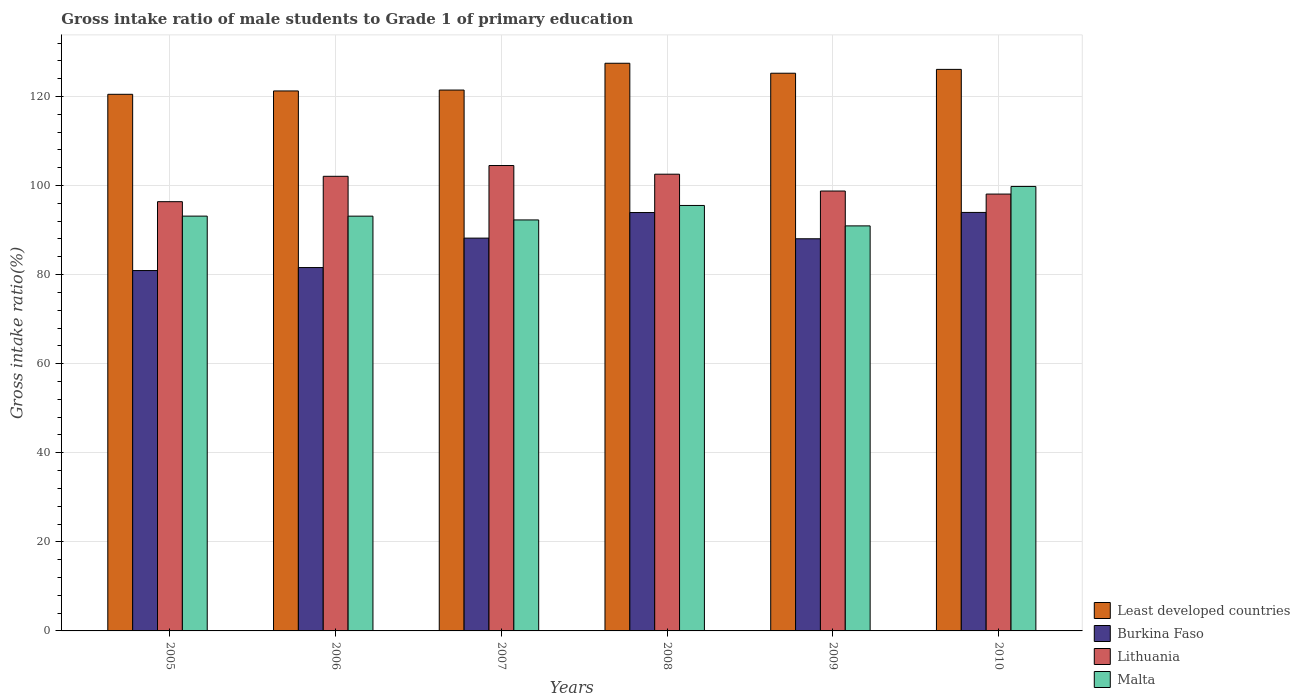 Gross intake ratio of male students to Grade 1 of primary education
Gross intake ratio(%)
120
100
80
60
40
20
0
2005
2006
2007
2008
2009
2010
Years
Least developed countries
Burkina Faso
Lithuania
Malta